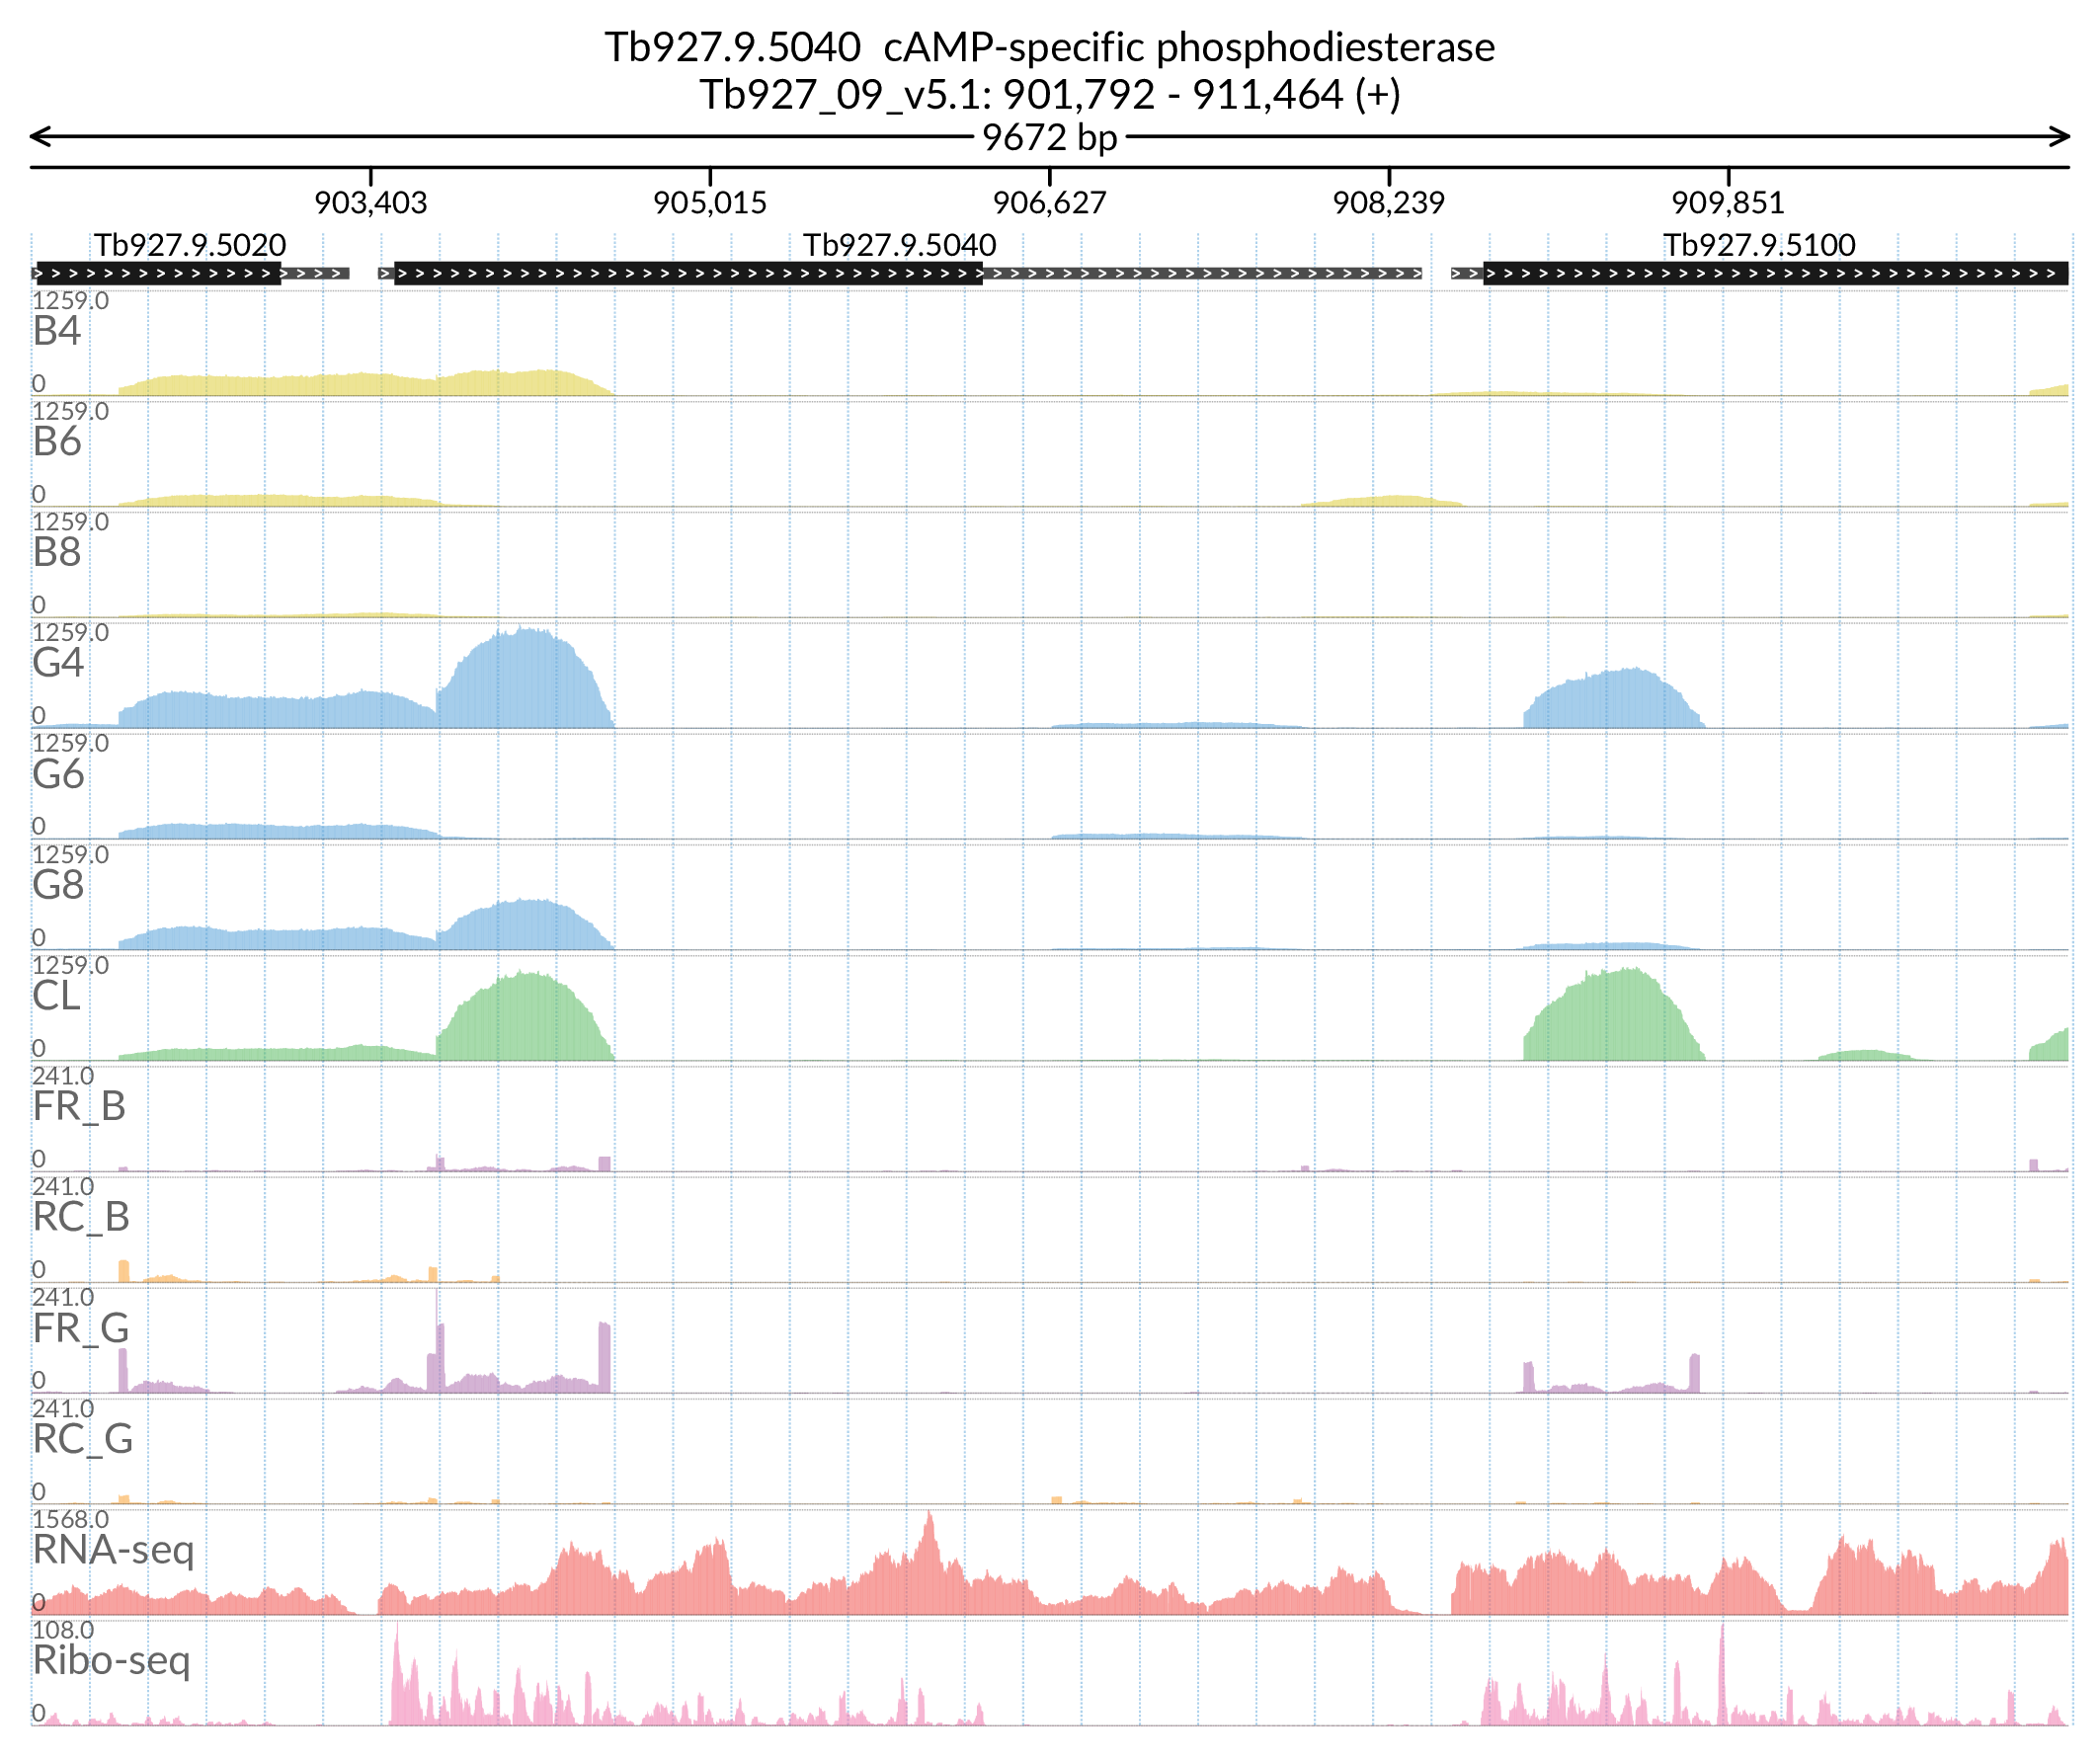 Tb927.9.5040 cAMP-specific phosphodiesterase
Tb927_09_v5.1: 901,792 - 911,464 (+)
9672 bp
903,403 905,015 906,627 908,239 909,851
Tb927.9.5020 Tb927.9.5040 Tb927.9.5100
1259.0
B4
0
1259.0
B6
0
1259.0
B8
0
1259.0
G4
0
1259.0
G6
0
1259.0
G8
0
1259.0
CL
0
241.0
FR_B
0
241.0
RC_B
0
241.0
FR_G
0
241.0
RC_G
0
1568.0
RNA-seq
0
108.0
Ribo-seq
0